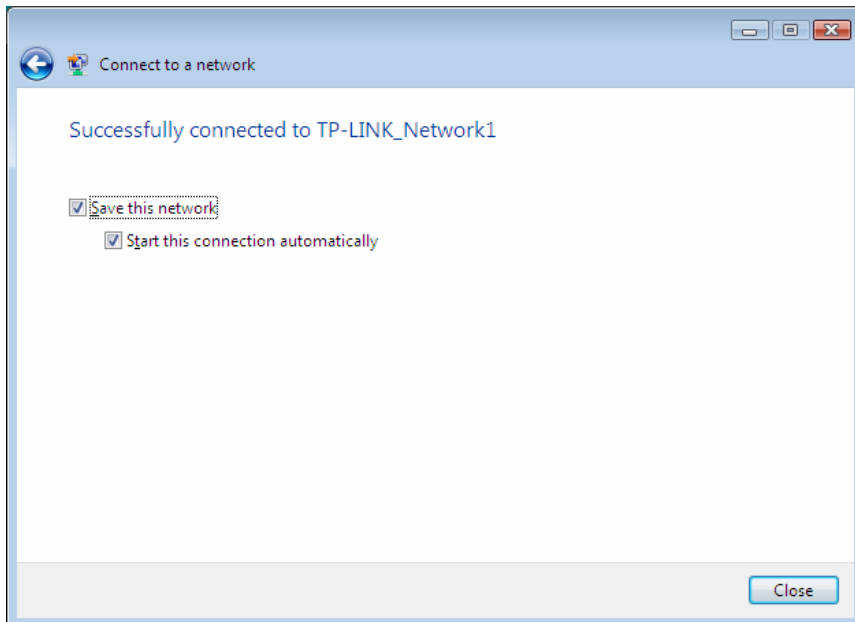 Connect to a network
Successfully connected to TP-LINK_Network1
Save this network
Start this connection automatically
Close